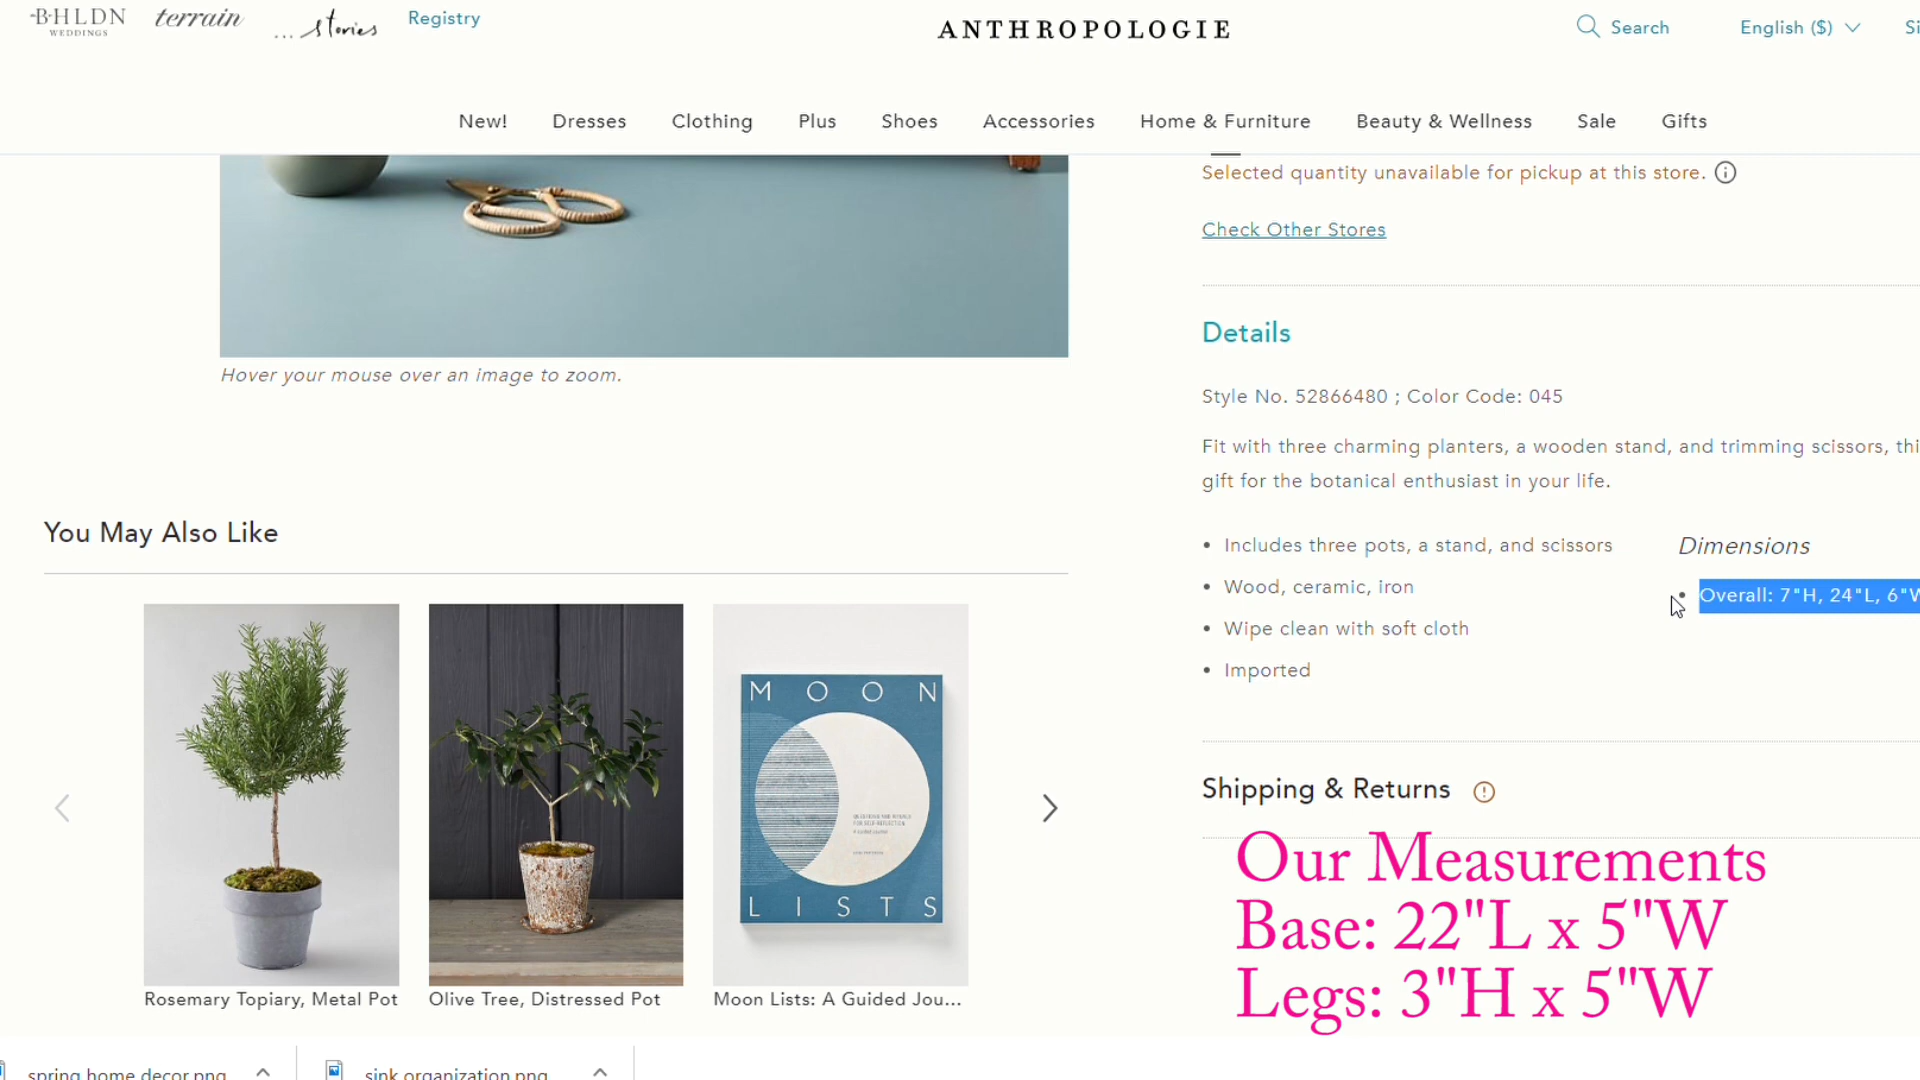 BHLDN
WEDDINGS
terrain
... stories
Registry
ANTHROPOLOGIE
Search
English ($)
New!
Dresses
Clothing
Plus
Shoes
Accessories
Home & Furniture
Beauty & Wellness
Sale
Gifts
Selected quantity unavailable for pickup at this store.
Check Other Stores
Hover your mouse over an image to zoom.
Details
Style No. 52866480 ; Color Code: 045
Fit with three charming planters, a wooden stand, and trimming scissors, thi
gift for the botanical enthusiast in your life.
• Includes three pots, a stand, and scissors
• Wood, ceramic, iron
• Wipe clean with soft cloth
• Imported
Dimensions
• Overall: 7"H, 24"L, 6"W
You May Also Like
MOON
LISTS
Rosemary Topiary, Metal Pot
Olive Tree, Distressed Pot
Moon Lists: A Guided Jou...
Shipping & Returns
Our Measurements
Base: 22"L x 5"W
Legs: 3"H x 5"W
spring home decor.png
sink organization.png